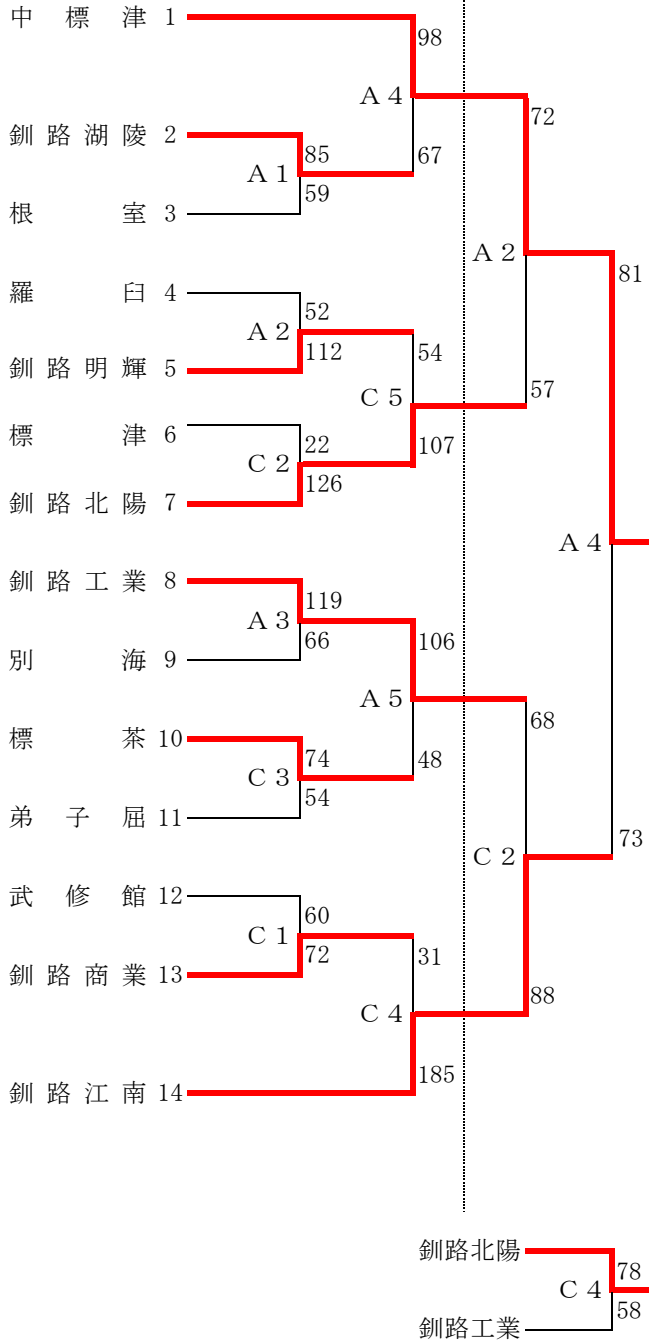 中標津 1
98
A 4
72
釧路湖陵 2
85
67
A 1
59
根室 3
A 2
81
羅臼 4
52
A 2
112
54
釧路明輝 5
57
C 5
標津 6
22
107
C 2
126
釧路北陽 7
A 4
釧路工業 8
119
A 3
66
106
別海 9
A 5
68
標茶 10
74
48
C 3
54
弟子屈 11
73
C 2
武修館 12
60
C 1
72
31
釧路商業 13
88
C 4
185
釧路江南 14
釧路北陽
78
C 4
58
釧路工業